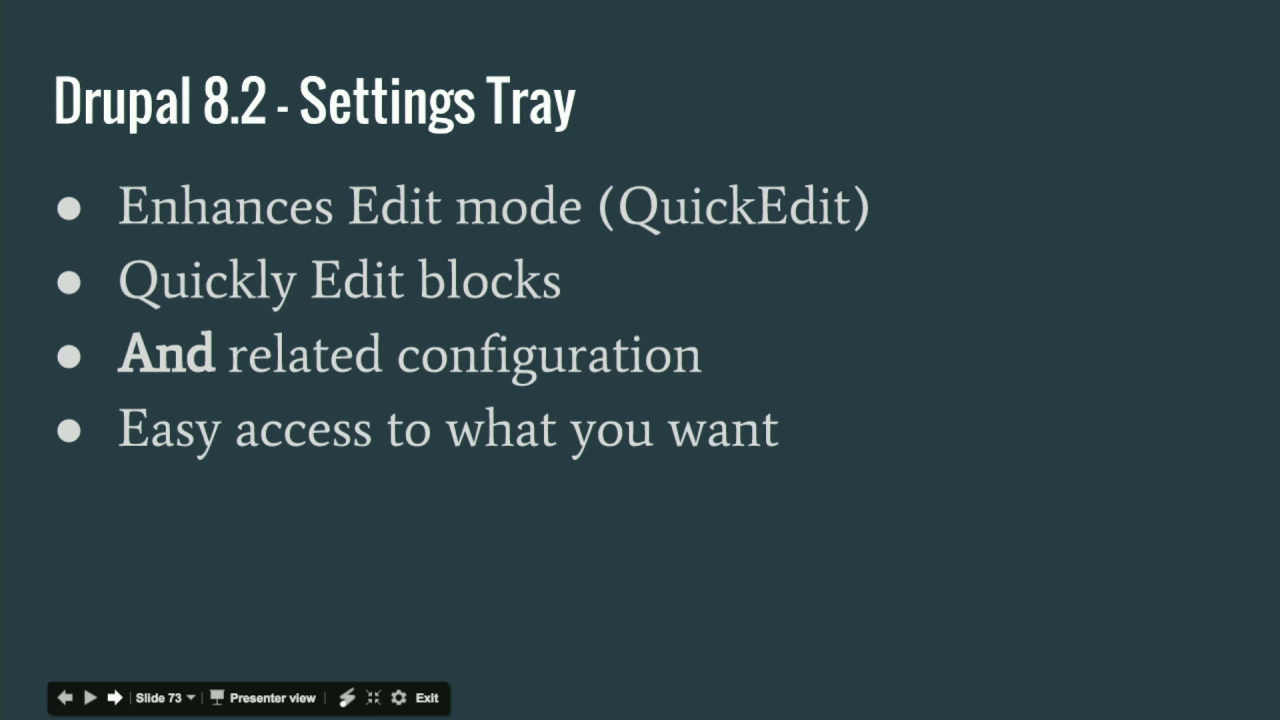 Drupal 8.2 - Settings Tray
● Enhances Edit mode (QuickEdit)
● Quickly Edit blocks
● And related configuration
● Easy access to what you want
Slide 73 Presenter view Exit